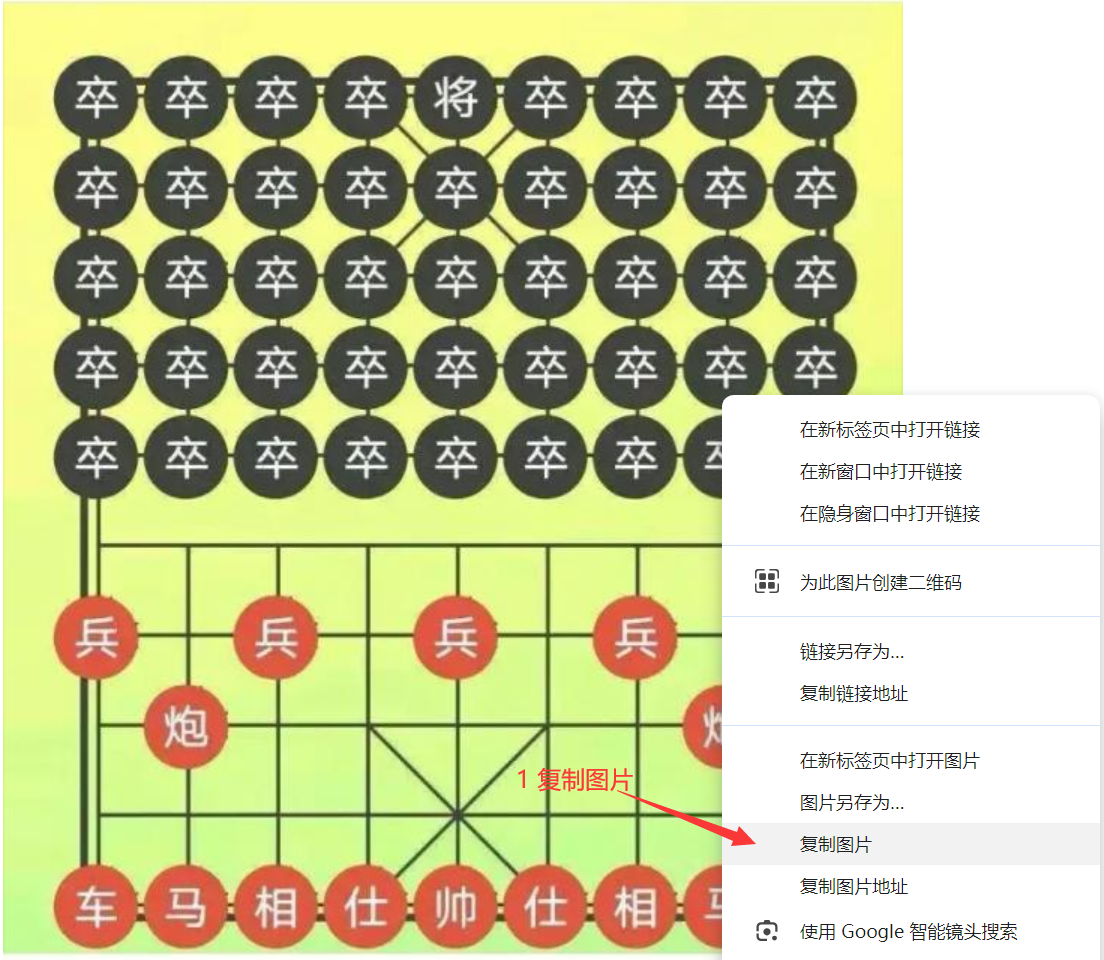 卒 卒 卒 卒 将 卒 卒 卒 卒
卒 卒 卒 卒 卒 卒 卒 卒 卒
卒 卒 卒 卒 卒 卒 卒 卒 卒
卒 卒 卒 卒 卒 卒 卒 卒 卒
卒 卒 卒 卒 卒 卒 卒
兵 兵 兵 兵
炮
车 马 相 仕 帅 仕 相
1 复制图片
在新标签页中打开链接
在新窗口中打开链接
在隐身窗口中打开链接
为此图片创建二维码
链接另存为...
复制链接地址
在新标签页中打开图片
图片另存为...
复制图片
复制图片地址
使用 Google 智能镜头搜索